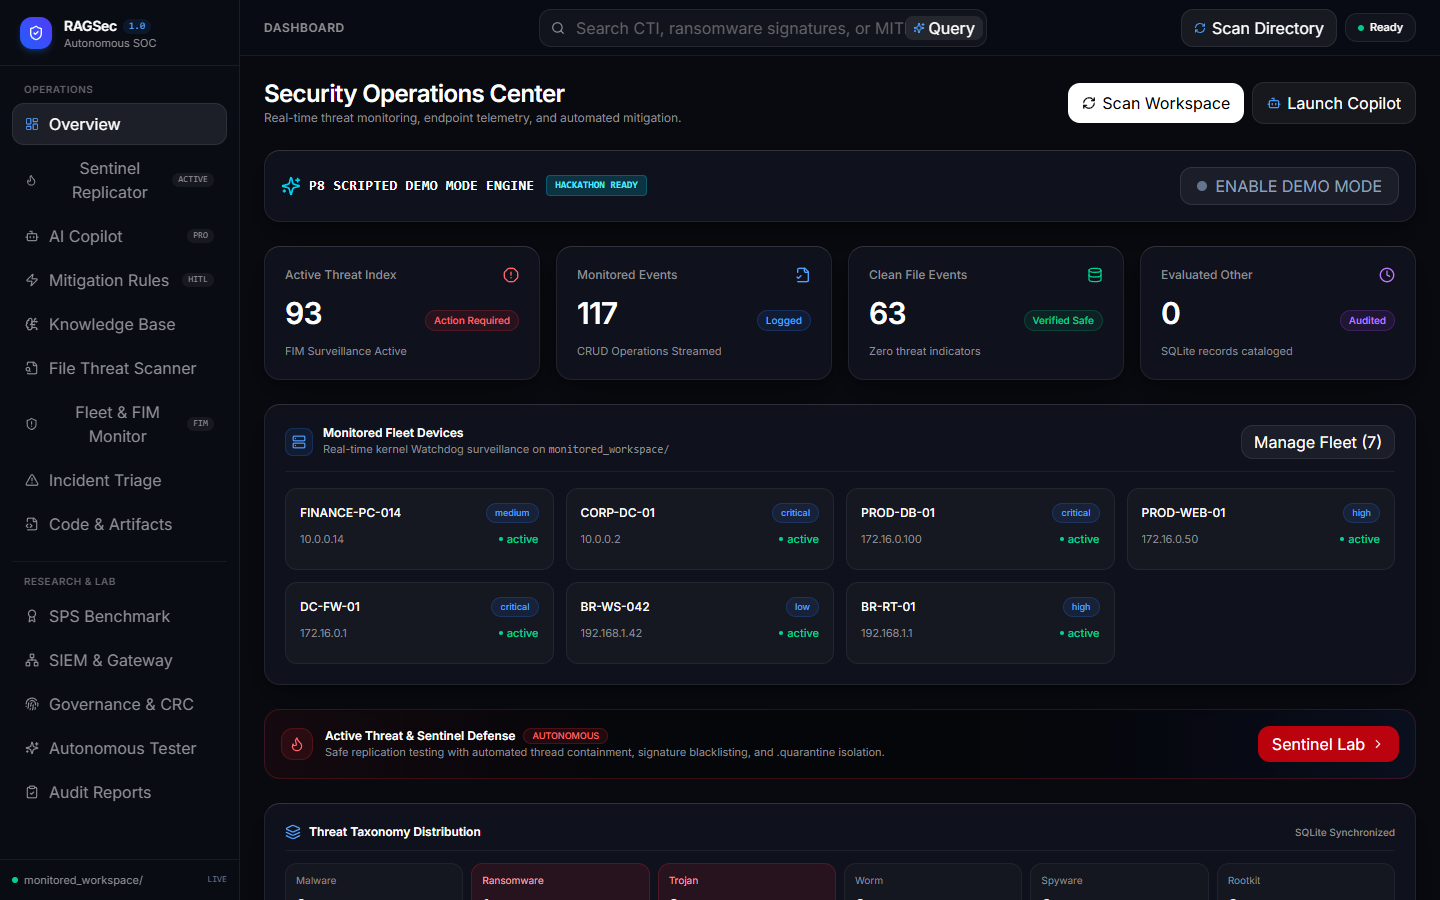 RAGSec 1.0
Autonomous SOC
OPERATIONS
Overview
Sentinel Replicator ACTIVE
AI Copilot PRO
Mitigation Rules HITL
Knowledge Base
File Threat Scanner
Fleet & FIM Monitor FIM
Incident Triage
Code & Artifacts
RESEARCH & LAB
SPS Benchmark
SIEM & Gateway
Governance & CRC
Autonomous Tester
Audit Reports
monitored_workspace/ LIVE
DASHBOARD
Search CTI, ransomware signatures, or MIT
Query
Scan Directory
Ready
Security Operations Center
Real-time threat monitoring, endpoint telemetry, and automated mitigation.
Scan Workspace
Launch Copilot
P8 SCRIPTED DEMO MODE ENGINE HACKATHON READY
ENABLE DEMO MODE
Active Threat Index
93
Action Required
FIM Surveillance Active
Monitored Events
117
Logged
CRUD Operations Streamed
Clean File Events
63
Verified Safe
Zero threat indicators
Evaluated Other
0
Audited
SQLite records cataloged
Monitored Fleet Devices
Real-time kernel Watchdog surveillance on monitored_workspace/
Manage Fleet (7)
FINANCE-PC-014 medium
10.0.0.14 active
CORP-DC-01 critical
10.0.0.2 active
PROD-DB-01 critical
172.16.0.100 active
PROD-WEB-01 high
172.16.0.50 active
DC-FW-01 critical
172.16.0.1 active
BR-WS-042 low
192.168.1.42 active
BR-RT-01 high
192.168.1.1 active
Active Threat & Sentinel Defense AUTONOMOUS
Safe replication testing with automated thread containment, signature blacklisting, and .quarantine isolation.
Sentinel Lab
Threat Taxonomy Distribution
SQLite Synchronized
Malware
Ransomware
Trojan
Worm
Spyware
Rootkit